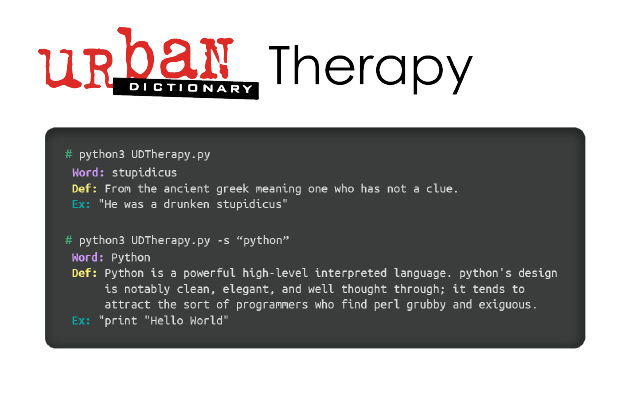 urban DICTIONARY Therapy
# python3 UDTherapy.py
Word: stupidicus
Def: From the ancient greek meaning one who has not a clue.
Ex: "He was a drunken stupidicus"
# python3 UDTherapy.py -s “python”
Word: Python
Def: Python is a powerful high-level interpreted language. python's design
is notably clean, elegant, and well thought through; it tends to
attract the sort of programmers who find perl grubby and exiguous.
Ex: "print "Hello World"